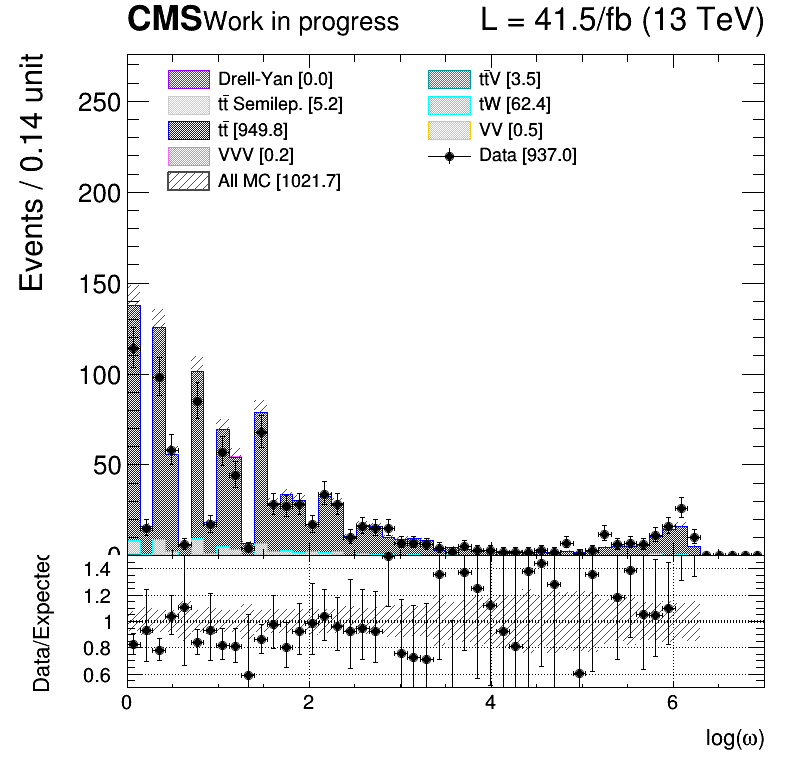 CMS Work in progress L = 41.5/fb (13 TeV)
Events / 0.14 unit
Drell-Yan [0.0]
tt̄ Semilep. [5.2]
tt̄ [949.8]
VVV [0.2]
All MC [1021.7]
tt̄V [3.5]
tW [62.4]
VV [0.5]
Data [937.0]
250
200
150
100
50
0
Data/Expected
1.4
1.2
1
0.8
0.6
0 2 4 6
log(ω)